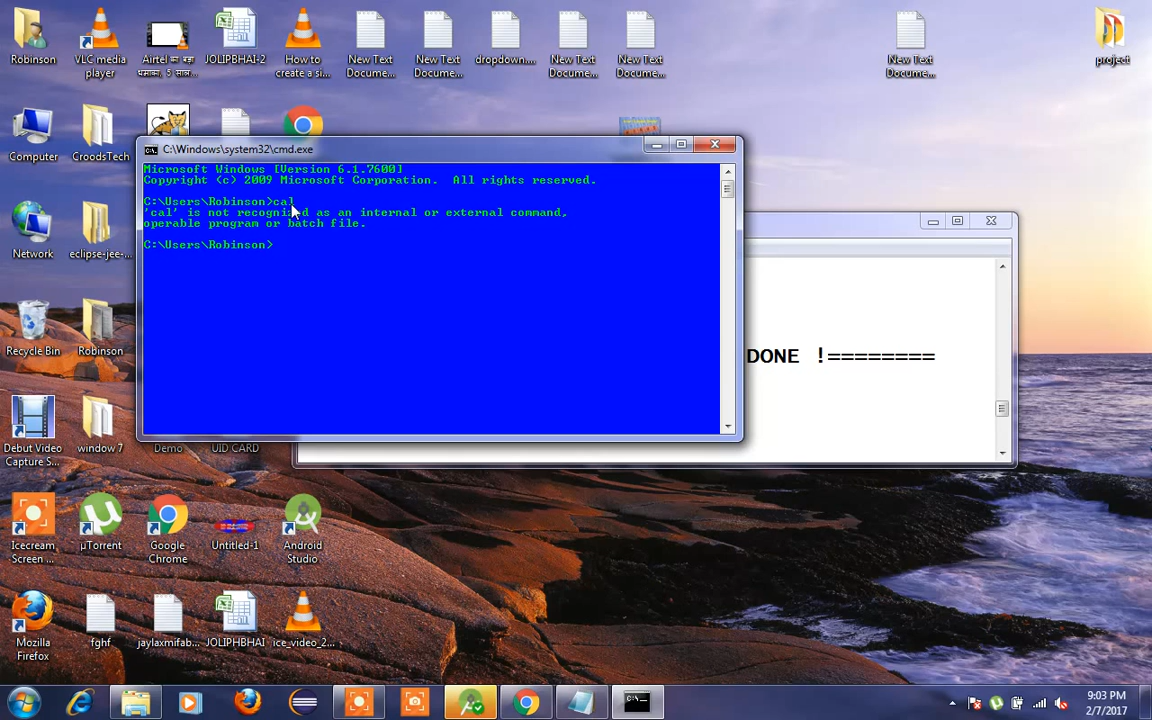 Robinson
VLC media
player
Airtel का बड़ा
धमाका, 5 साल...
JOLIPBHAI-2
How to
create a si...
New Text
Docume...
New Text
Docume...
dropdown....
New Text
Docume...
New Text
Docume...
New Text
Docume...
project
Computer
CroodsTech
Network
eclipse-jee-...
Recycle Bin
Robinson
Debut Video
Capture S...
window 7
Demo
UID CARD
Icecream
Screen ...
µTorrent
Google
Chrome
Untitled-1
Android
Studio
Mozilla
Firefox
fghf
jaylaxmifab...
JOLIPHBHAI
ice_video_2...
C:\Windows\system32\cmd.exe
Microsoft Windows [Version 6.1.7600]
Copyright (c) 2009 Microsoft Corporation.  All rights reserved.
C:\Users\Robinson>cal
'cal' is not recognized as an internal or external command,
operable program or batch file.
C:\Users\Robinson>
DONE !========
9:03 PM
2/7/2017